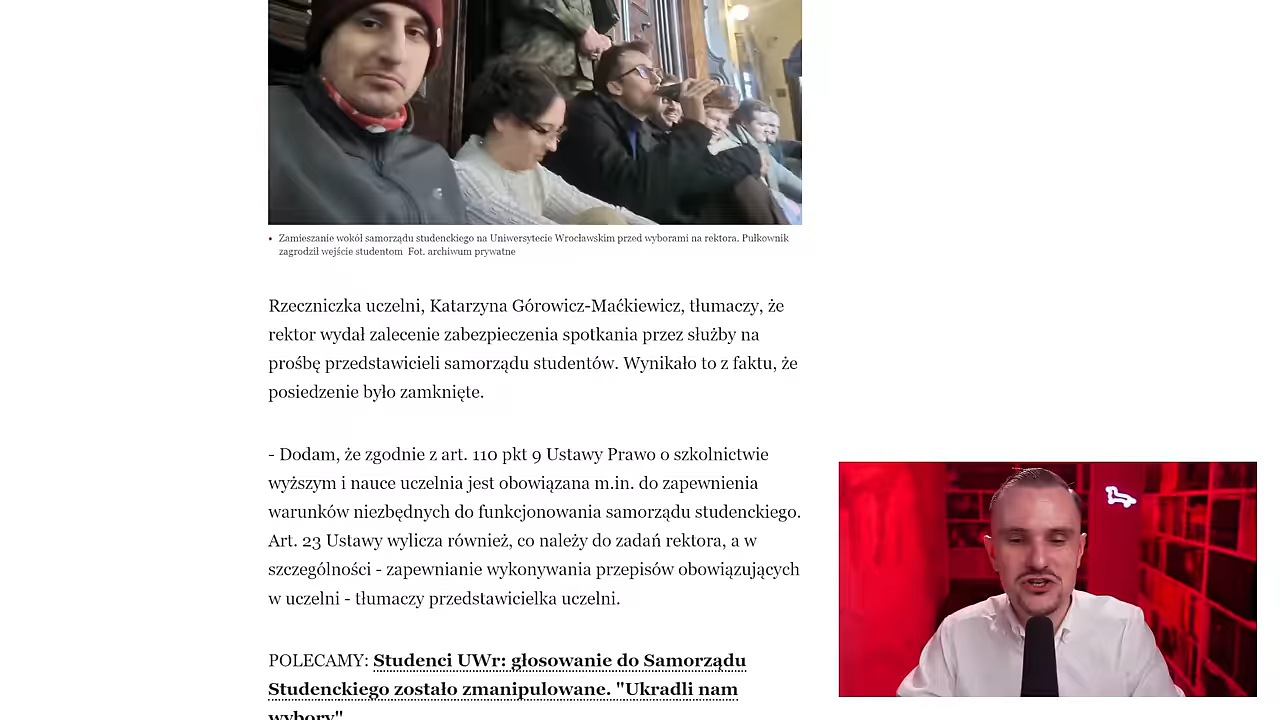 • Zamieszanie wokół samorządu studenckiego na Uniwersytecie Wrocławskim przed wyborami na rektora. Pułkownik
zagrodził wejście studentom Fot. archiwum prywatne
Rzeczniczka uczelni, Katarzyna Górowicz-Maćkiewicz, tłumaczy, że
rektor wydał zalecenie zabezpieczenia spotkania przez służby na
prośbę przedstawicieli samorządu studentów. Wynikało to z faktu, że
posiedzenie było zamknięte.
- Dodam, że zgodnie z art. 110 pkt 9 Ustawy Prawo o szkolnictwie
wyższym i nauce uczelnia jest obowiązana m.in. do zapewnienia
warunków niezbędnych do funkcjonowania samorządu studenckiego.
Art. 23 Ustawy wylicza również, co należy do zadań rektora, a w
szczególności - zapewnianie wykonywania przepisów obowiązujących
w uczelni - tłumaczy przedstawicielka uczelni.
POLECAMY: Studenci UWr: głosowanie do Samorządu
Studenckiego zostało zmanipulowane. "Ukradli nam
wybory"